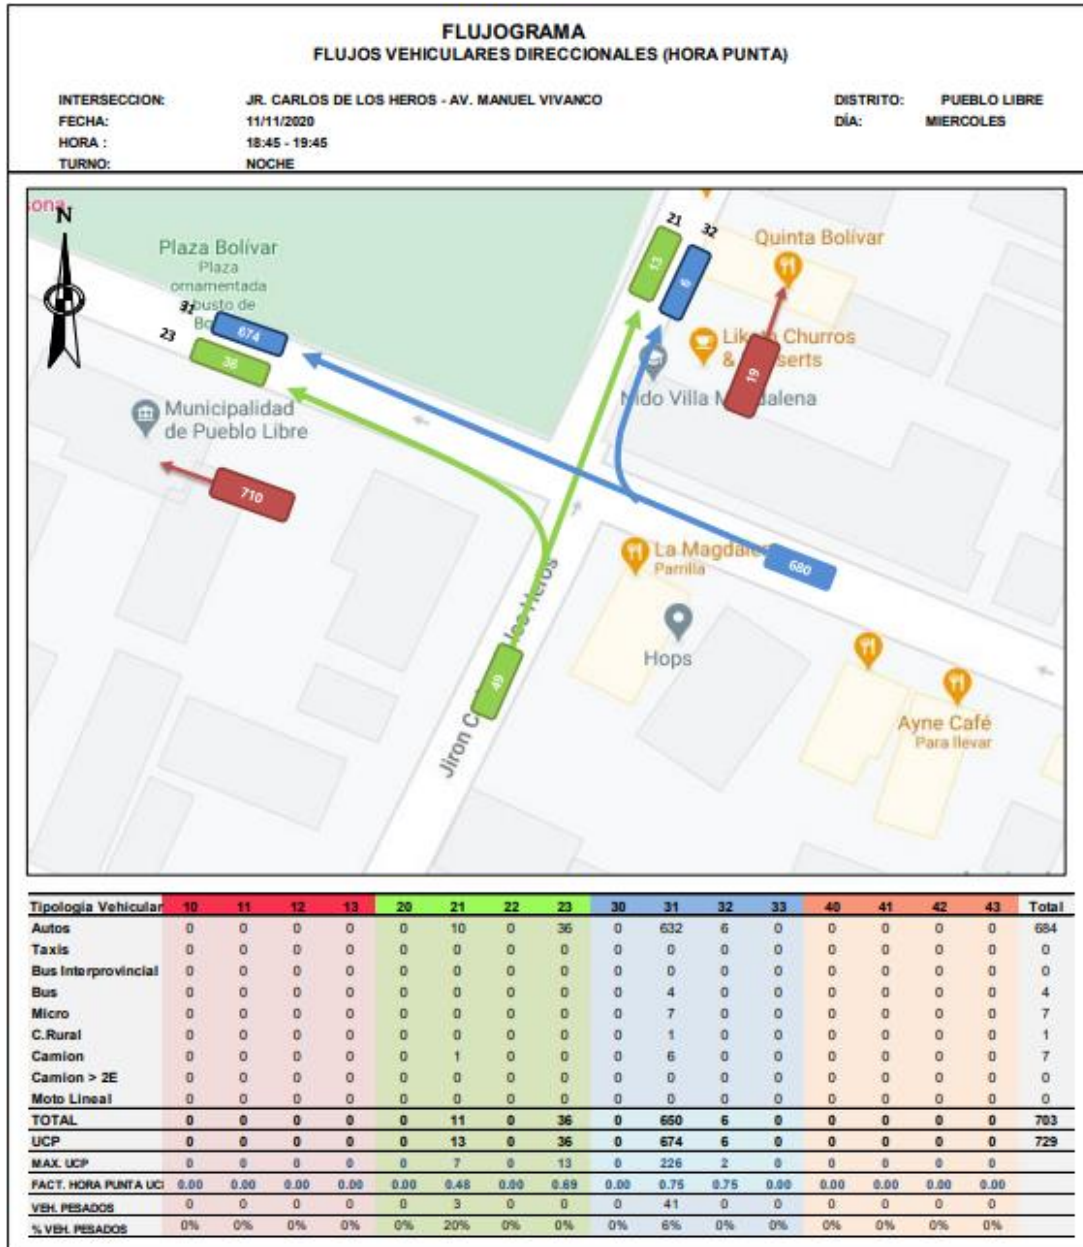 FLUJOGRAMA
FLUJOS VEHICULARES DIRECCIONALES (HORA PUNTA)
INTERSECCION: JR. CARLOS DE LOS HEROS - AV. MANUEL VIVANCO DISTRITO: PUEBLO LIBRE
FECHA: 11/11/2020 DÍA: MIERCOLES
HORA : 18:45 - 19:45
TURNO: NOCHE
sona
N
21
32
13
6
Quinta Bolívar
Plaza Bolívar
Plaza
ornamentada
busto de
31
23
674
36
Churros
&
19
Nido Villa
Municipalidad
de Pueblo Libre
710
La
Parrilla
680
Hops
49
Jiron los Heros
Ayne Café
Para llevar
Tipologia Vehicular 10 11 12 13 20 21 22 23 30 31 32 33 40 41 42 43 Total
Autos 0 0 0 0 0 10 0 36 0 632 6 0 0 0 0 0 684
Taxis 0 0 0 0 0 0 0 0 0 0 0 0 0 0 0 0 0
Bus Interprovincial 0 0 0 0 0 0 0 0 0 0 0 0 0 0 0 0 0
Bus 0 0 0 0 0 0 0 0 0 4 0 0 0 0 0 0 4
Micro 0 0 0 0 0 0 0 0 0 7 0 0 0 0 0 0 7
C.Rural 0 0 0 0 0 0 0 0 0 1 0 0 0 0 0 0 1
Camion 0 0 0 0 0 1 0 0 0 6 0 0 0 0 0 0 7
Camion > 2E 0 0 0 0 0 0 0 0 0 0 0 0 0 0 0 0 0
Moto Lineal 0 0 0 0 0 0 0 0 0 0 0 0 0 0 0 0 0
TOTAL 0 0 0 0 0 11 0 36 0 650 6 0 0 0 0 0 703
UCP 0 0 0 0 0 13 0 36 0 674 6 0 0 0 0 0 729
MAX. UCP 0 0 0 0 0 7 0 13 0 226 2 0 0 0 0 0
FACT. HORA PUNTA UC 0.00 0.00 0.00 0.00 0.00 0.48 0.00 0.69 0.00 0.75 0.75 0.00 0.00 0.00 0.00 0.00
VEH. PESADOS 0 0 0 0 0 3 0 0 0 41 0 0 0 0 0 0
% VEH. PESADOS 0% 0% 0% 0% 0% 20% 0% 0% 0% 6% 0% 0% 0% 0% 0% 0%